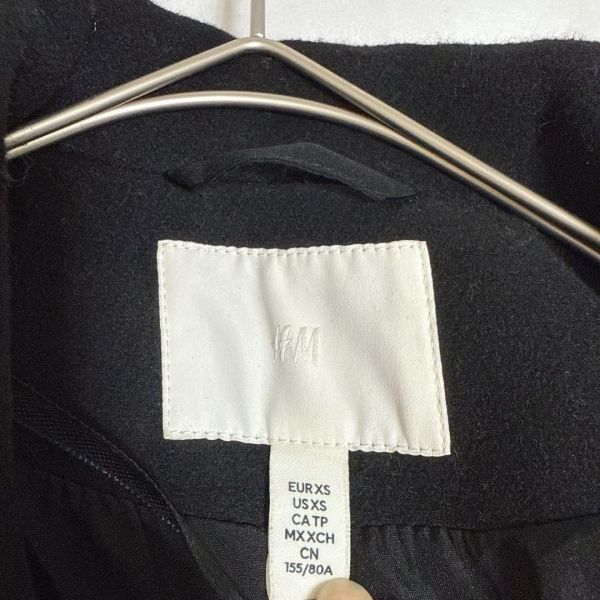 H&M
EUR XS
US XS
CA TP
MX XCH
CN
155/80A